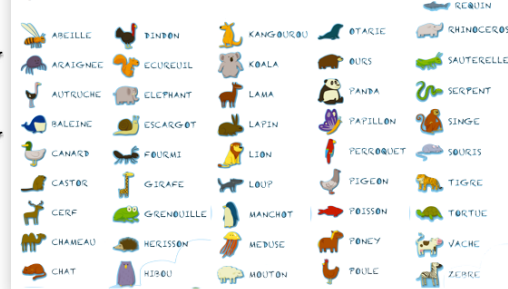 ABEILLE
ARAIGNEE
AUTRUCHE
BALEINE
CANARD
CASTOR
CERF
CHAMEAU
CHAT
DINDON
ECUREUIL
ELEPHANT
ESCARGOT
FOURMI
GIRAFE
GRENOUILLE
HERISSON
HIBOU
KANGOUROU
KOALA
LAMA
LAPIN
LION
LOUP
MANCHOT
MEDUSE
MOUTON
OTARIE
OURS
PANDA
PAPILLON
PERROQUET
PIGEON
POISSON
PONEY
POULE
REQUIN
RHINOCEROS
SAUTERELLE
SERPENT
SINGE
SOURIS
TIGRE
TORTUE
VACHE
ZEBRE